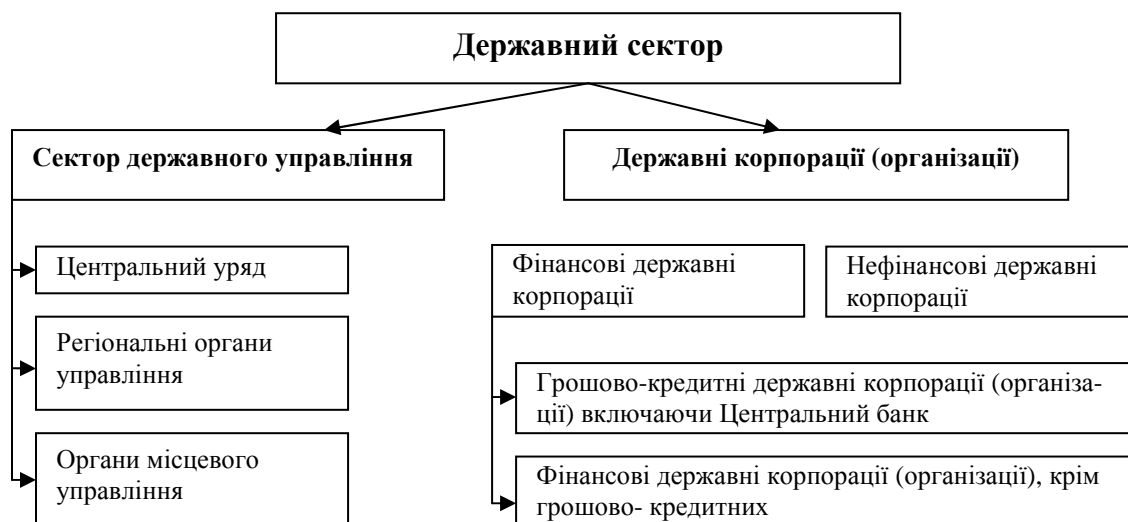 Державний сектор
Сектор державного управління
Державні корпорації (організації)
Центральний уряд
Регіональні органи
управління
Органи місцевого
управління
Фінансові державні
корпорації
Нефінансові державні
корпорації
Грошово-кредитні державні корпорації (організа-
ції) включаючи Центральний банк
Фінансові державні корпорації (організації), крім
грошово- кредитних